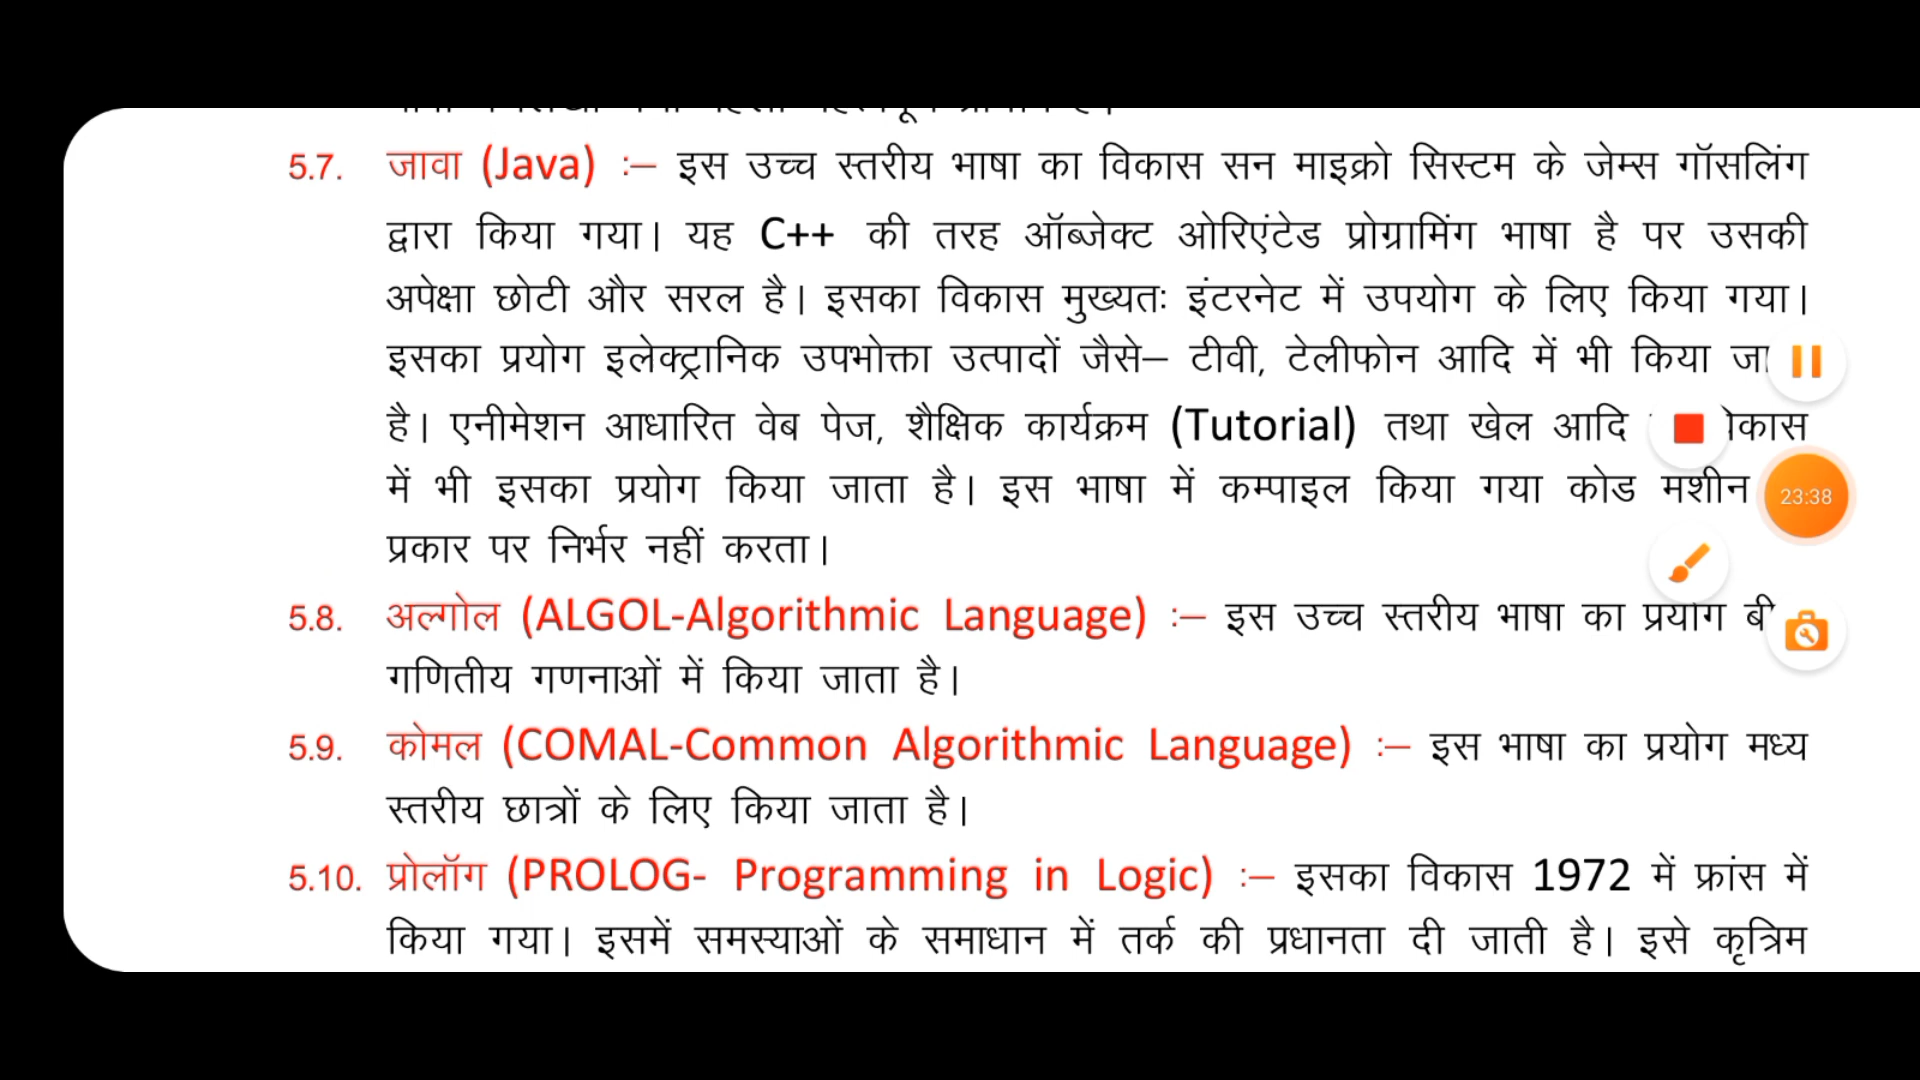 5.7. जावा (Java) :– इस उच्च स्तरीय भाषा का विकास सन माइक्रो सिस्टम के जेम्स गॉसलिंग
द्वारा किया गया। यह C++ की तरह ऑब्जेक्ट ओरिएंटेड प्रोग्रामिंग भाषा है पर उसकी
अपेक्षा छोटी और सरल है। इसका विकास मुख्यतः इंटरनेट में उपयोग के लिए किया गया।
इसका प्रयोग इलेक्ट्रानिक उपभोक्ता उत्पादों जैसे– टीवी, टेलीफोन आदि में भी किया
है। एनीमेशन आधारित वेब पेज, शैक्षिक कार्यक्रम (Tutorial) तथा खेल आदि
में भी इसका प्रयोग किया जाता है। इस भाषा में कम्पाइल किया गया कोड मशीन
23:38
प्रकार पर निर्भर नहीं करता।
5.8. अल्गोल (ALGOL-Algorithmic Language) :– इस उच्च स्तरीय भाषा का प्रयोग
गणितीय गणनाओं में किया जाता है।
5.9. कोमल (COMAL-Common Algorithmic Language) :– इस भाषा का प्रयोग मध्य
स्तरीय छात्रों के लिए किया जाता है।
5.10. प्रोलॉग (PROLOG- Programming in Logic) :– इसका विकास 1972 में फ्रांस में
किया गया। इसमें समस्याओं के समाधान में तर्क की प्रधानता दी जाती है। इसे कृत्रिम